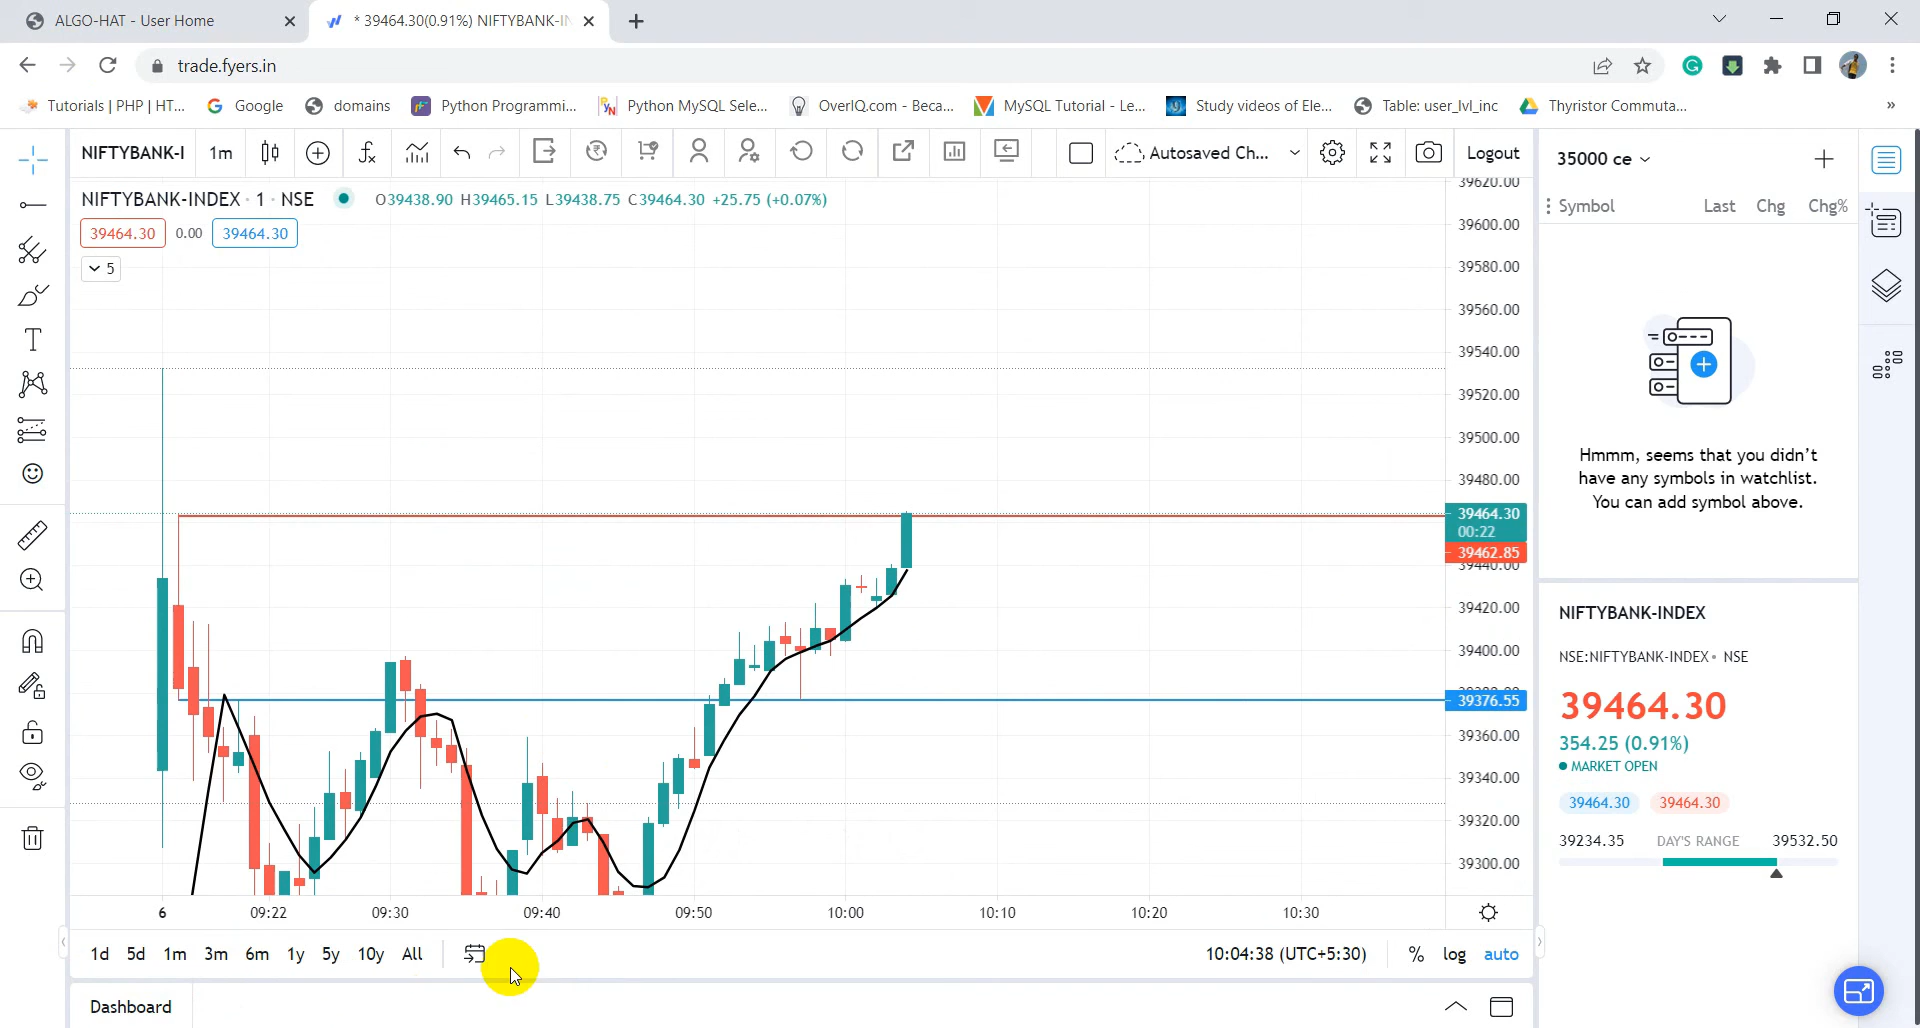 ALGO-HAT - User Home
* 39464.30(0.91%) NIFTYBANK-IN
trade.fyers.in
Tutorials | PHP | HT...
Google
domains
Python Programmi...
Python MySQL Sele...
OverIQ.com - Beca...
MySQL Tutorial - Le...
Study videos of Ele...
Table: user_lvl_inc
Thyristor Commuta...
»
NIFTYBANK-I
1m
Autosaved Ch...
Logout
35000 ce
NIFTYBANK-INDEX · 1 · NSE
O39438.90 H39465.15 L39438.75 C39464.30 +25.75 (+0.07%)
39464.30
0.00
39464.30
5
Symbol
Last
Chg
Chg%
39620.00
39600.00
39580.00
39560.00
39540.00
39520.00
39500.00
39480.00
39464.30
00:22
39462.85
39440.00
39420.00
39400.00
39376.55
39360.00
39340.00
39320.00
39300.00
Hmmm, seems that you didn't
have any symbols in watchlist.
You can add symbol above.
NIFTYBANK-INDEX
NSE:NIFTYBANK-INDEX • NSE
39464.30
354.25 (0.91%)
MARKET OPEN
39464.30
39464.30
39234.35
DAY'S RANGE
39532.50
6
09:22
09:30
09:40
09:50
10:00
10:10
10:20
10:30
1d
5d
1m
3m
6m
1y
5y
10y
All
10:04:38 (UTC+5:30)
%
log
auto
Dashboard